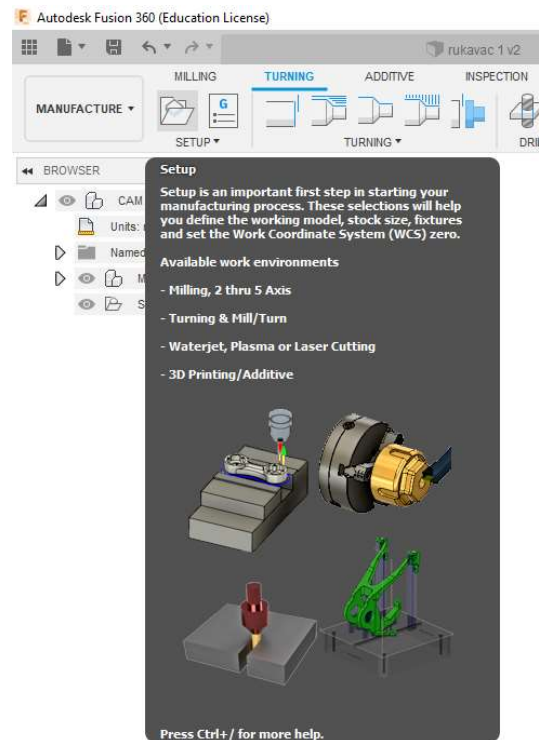 Autodesk Fusion 360 (Education License)
rukavac 1 v2
MANUFACTURE
MILLING TURNING ADDITIVE INSPECTION
G
SETUP TURNING DRI
BROWSER
CAM
Units:
Named
M
S
Setup
Setup is an important first step in starting your
manufacturing process. These selections will help
you define the working model, stock size, fixtures
and set the Work Coordinate System (WCS) zero.
Available work environments
- Milling, 2 thru 5 Axis
- Turning & Mill/Turn
- Waterjet, Plasma or Laser Cutting
- 3D Printing/Additive
Press Ctrl+/ for more help.